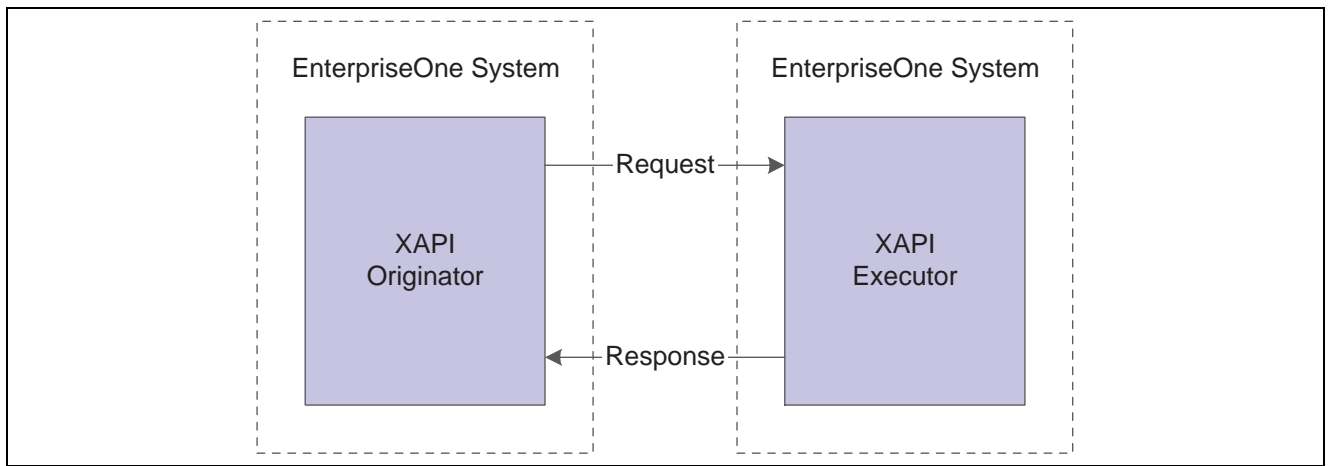 EnterpriseOne System
EnterpriseOne System
Request
XAPI
Originator
XAPI
Executor
Response